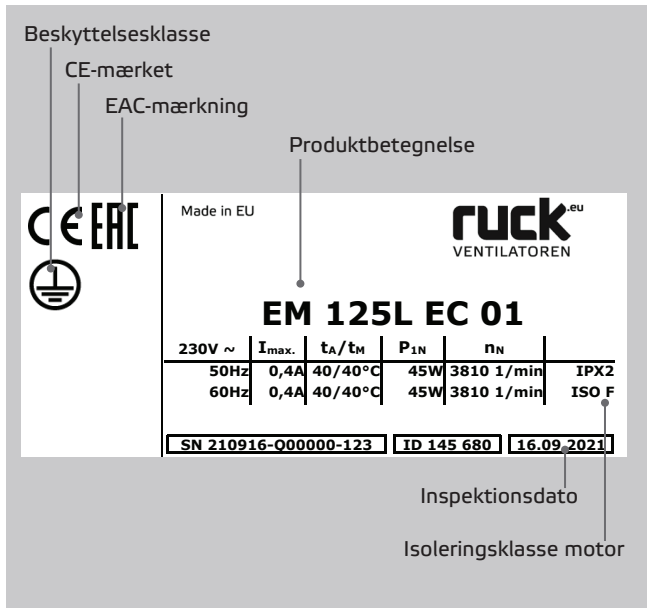 Beskyttelsesklasse
CE-mærket
EAC-mærkning
Produktbetegnelse
CE EAC
Made in EU
ruck.eu
VENTILATOREN
EM 125L EC 01
230V ~ Imax. tA/tM P1N nN
50Hz 0,4A 40/40°C 45W 3810 1/min IPX2
60Hz 0,4A 40/40°C 45W 3810 1/min ISO F
SN 210916-Q00000-123 ID 145 680 16.09.2021
Inspektionsdato
Isoleringsklasse motor